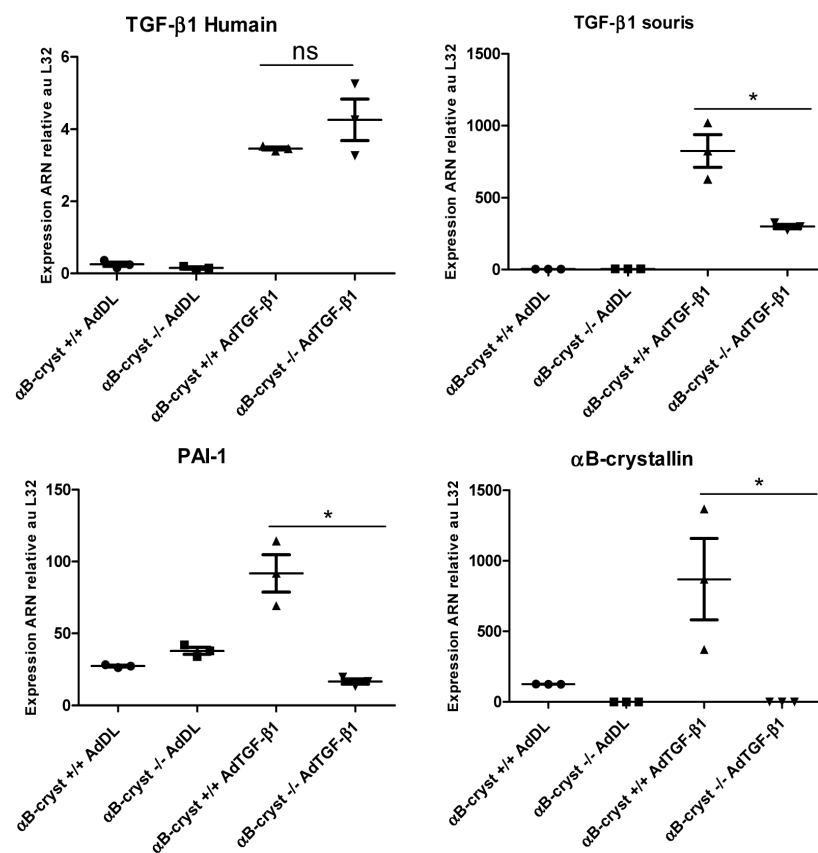 TGF-β1 Humain
Expression ARN relative au L32
6
4
2
0
ns
αB-cryst +/+ AdDL
αB-cryst -/- AdDL
αB-cryst +/+ AdTGF-β1
αB-cryst -/- AdTGF-β1
TGF-β1 souris
Expression ARN relative au L32
1500
1000
500
0
*
αB-cryst +/+ AdDL
αB-cryst -/- AdDL
αB-cryst +/+ AdTGF-β1
αB-cryst -/- AdTGF-β1
PAI-1
Expression ARN relative au L32
150
100
50
0
*
αB-cryst +/+ AdDL
αB-cryst -/- AdDL
αB-cryst +/+ AdTGF-β1
αB-cryst -/- AdTGF-β1
αB-crystallin
Expression ARN relative au L32
1500
1000
500
0
*
αB-cryst +/+ AdDL
αB-cryst -/- AdDL
αB-cryst +/+ AdTGF-β1
αB-cryst -/- AdTGF-β1